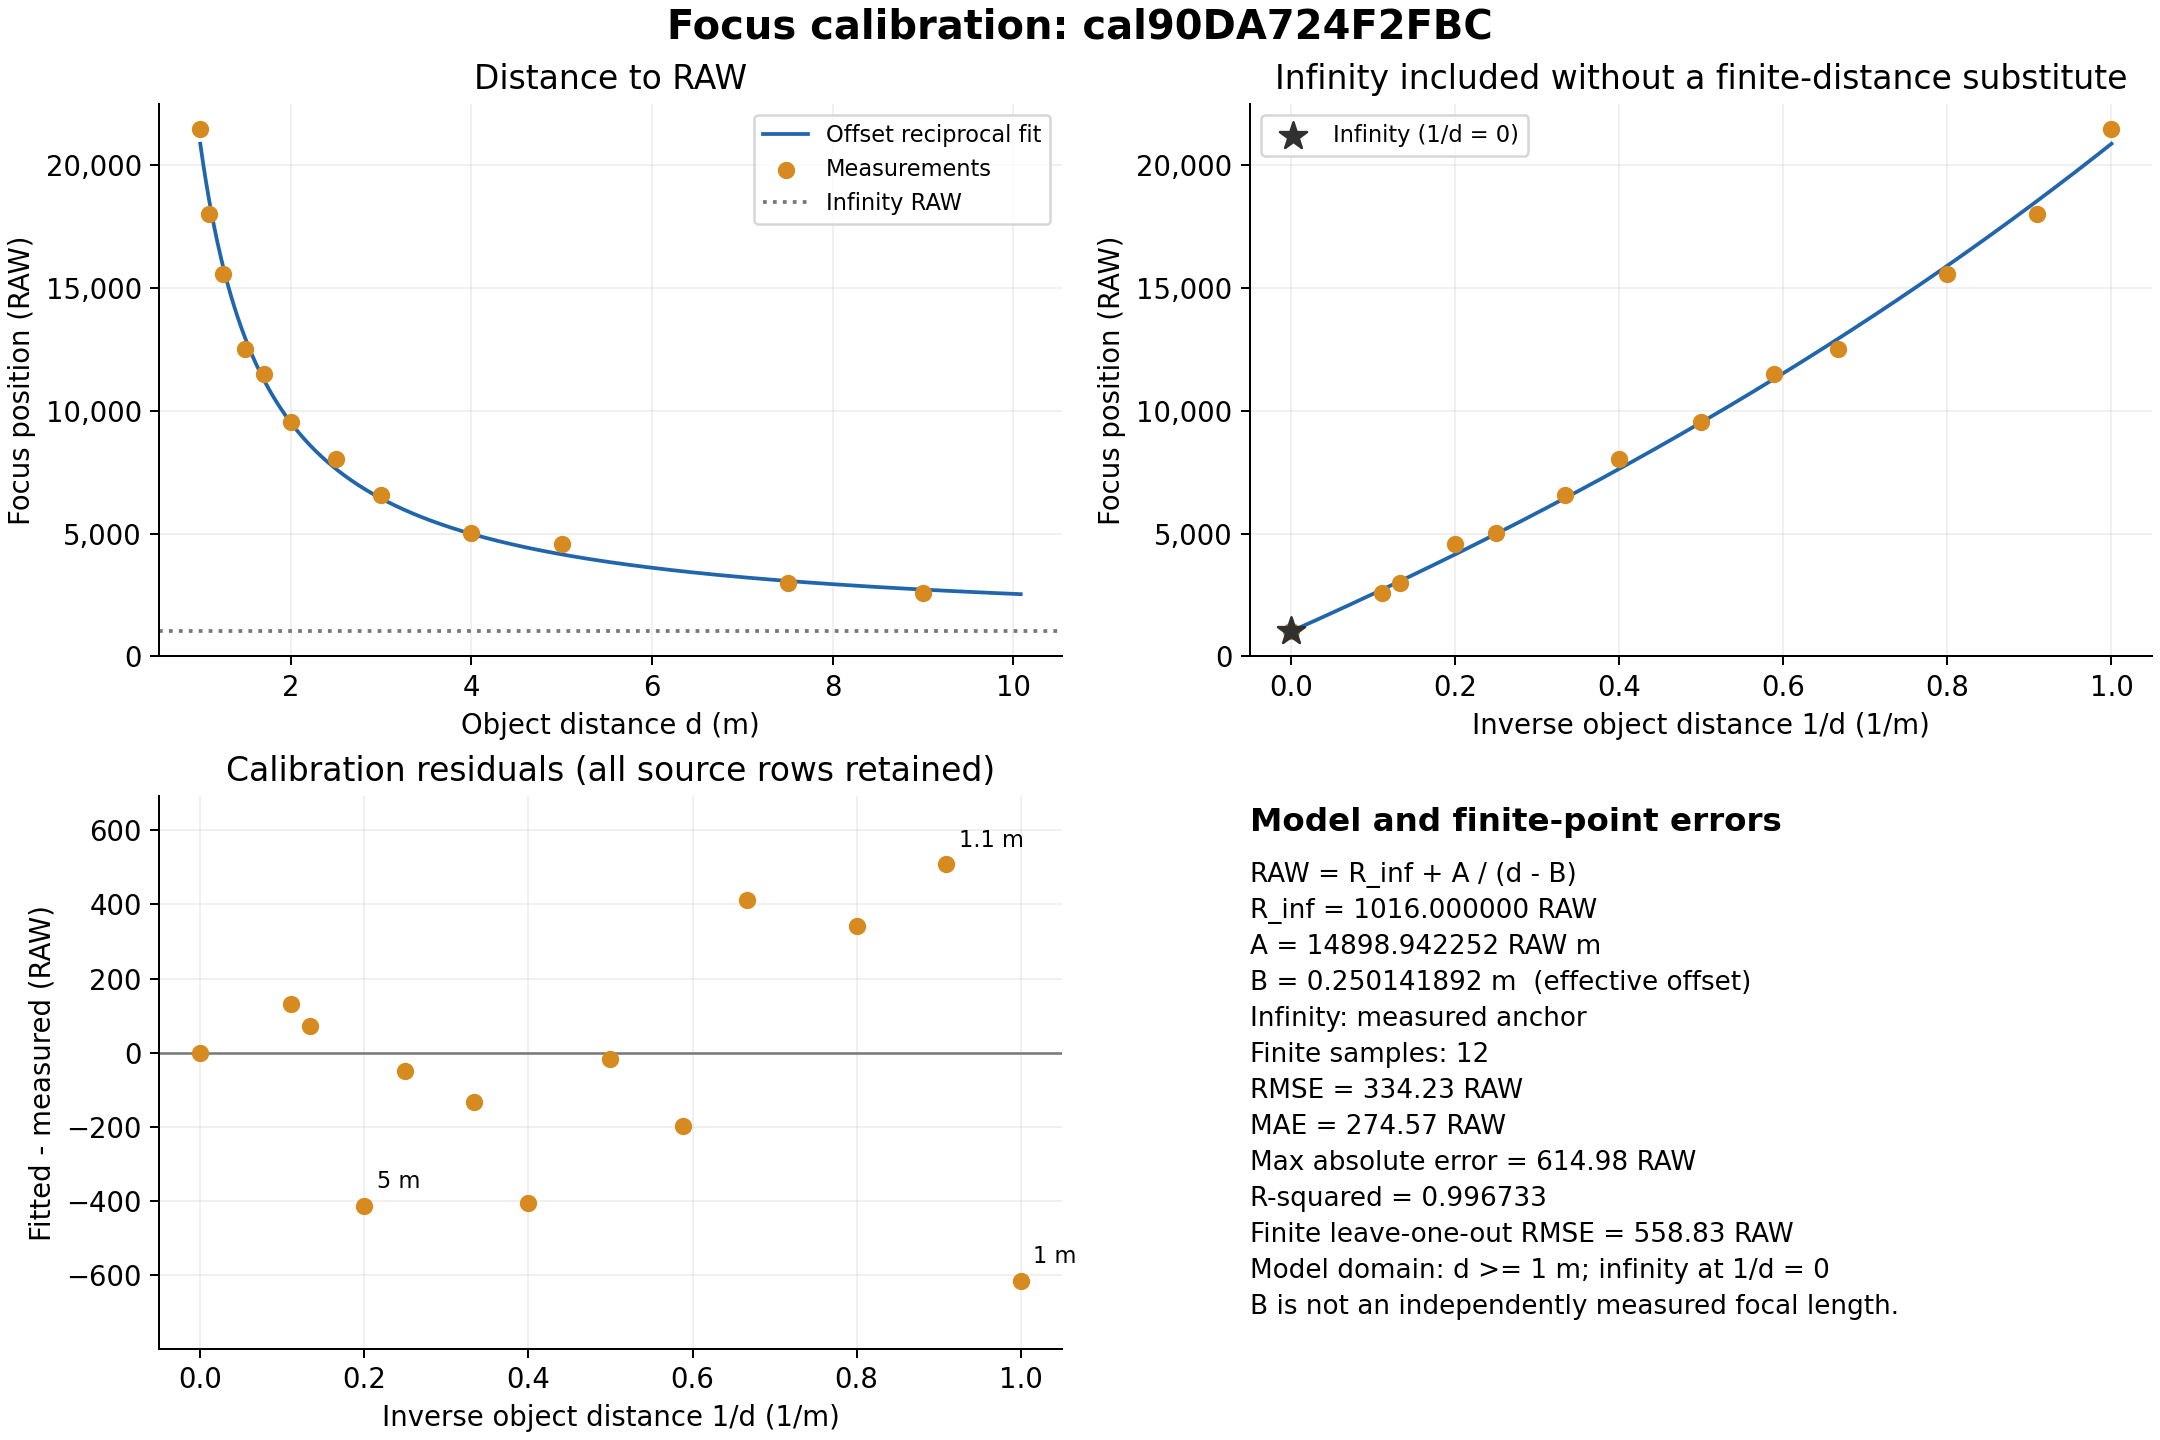 Focus calibration: cal90DA724F2FBC
Distance to RAW
Focus position (RAW)
20,000
15,000
10,000
5,000
0
Offset reciprocal fit
Measurements
Infinity RAW
2
4
6
8
10
Object distance d (m)
Infinity included without a finite-distance substitute
Focus position (RAW)
20,000
15,000
10,000
5,000
0
Infinity (1/d = 0)
0.0
0.2
0.4
0.6
0.8
1.0
Inverse object distance 1/d (1/m)
Calibration residuals (all source rows retained)
Fitted - measured (RAW)
600
400
200
0
−200
−400
−600
1.1 m
5 m
1 m
0.0
0.2
0.4
0.6
0.8
1.0
Inverse object distance 1/d (1/m)
Model and finite-point errors
RAW = R_inf + A / (d - B)
R_inf = 1016.000000 RAW
A = 14898.942252 RAW m
B = 0.250141892 m  (effective offset)
Infinity: measured anchor
Finite samples: 12
RMSE = 334.23 RAW
MAE = 274.57 RAW
Max absolute error = 614.98 RAW
R-squared = 0.996733
Finite leave-one-out RMSE = 558.83 RAW
Model domain: d >= 1 m; infinity at 1/d = 0
B is not an independently measured focal length.